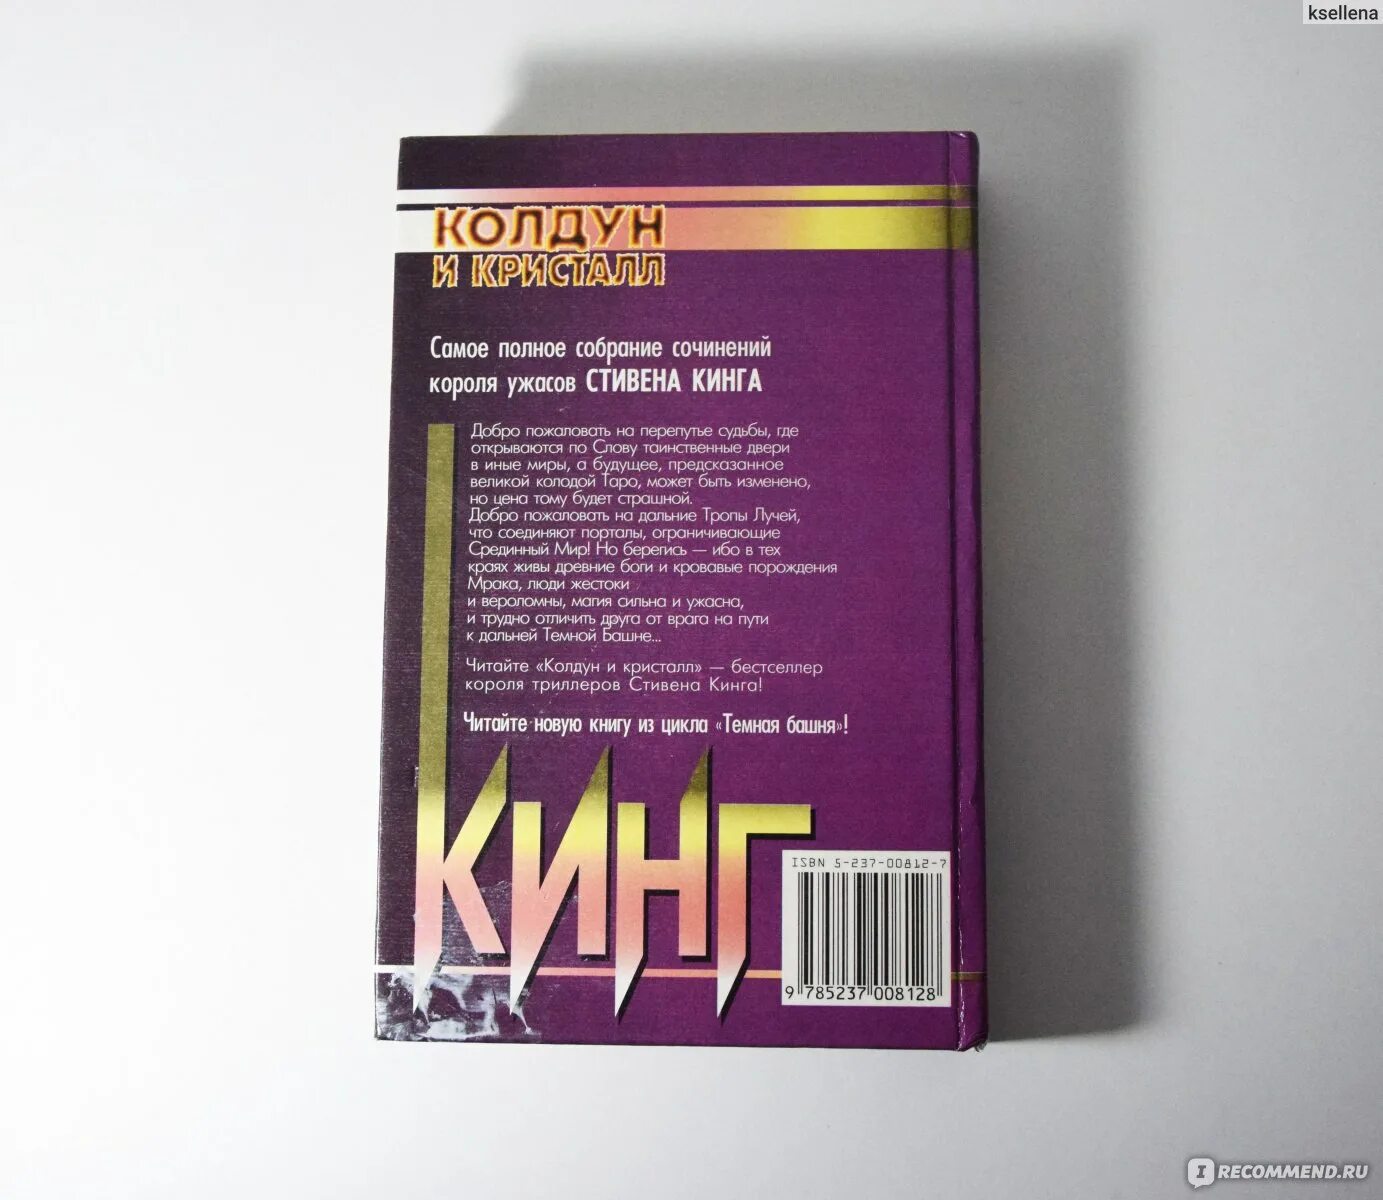 ksellena
КОЛДУН
И КРИСТАЛЛ
Самое полное собрание сочинений
короля ужасов СТИВЕНА КИНГА
Добро пожаловать на перепутье судьбы, где
открываются по Слову таинственные двери
в иные миры, а будущее, предсказанное
великой колодой Таро, может быть изменено,
но цена тому будет страшной.
Добро пожаловать на дальние Тропы Лучей,
что соединяют порталы, ограничивающие
Срединный Мир! Но берегись — ибо в тех
краях живы древние боги и кровавые порождения
Мрака, люди жестоки
и вероломны, магия сильна и ужасна,
и трудно отличить друга от врага на пути
к дальней Темной Башне...
Читайте «Колдун и кристалл» — бестселлер
короля триллеров Стивена Кинга!
Читайте новую книгу из цикла «Темная башня»!
КИНГ
ISBN 5-237-00812-7
9 785237 008128
I RECOMMEND.RU